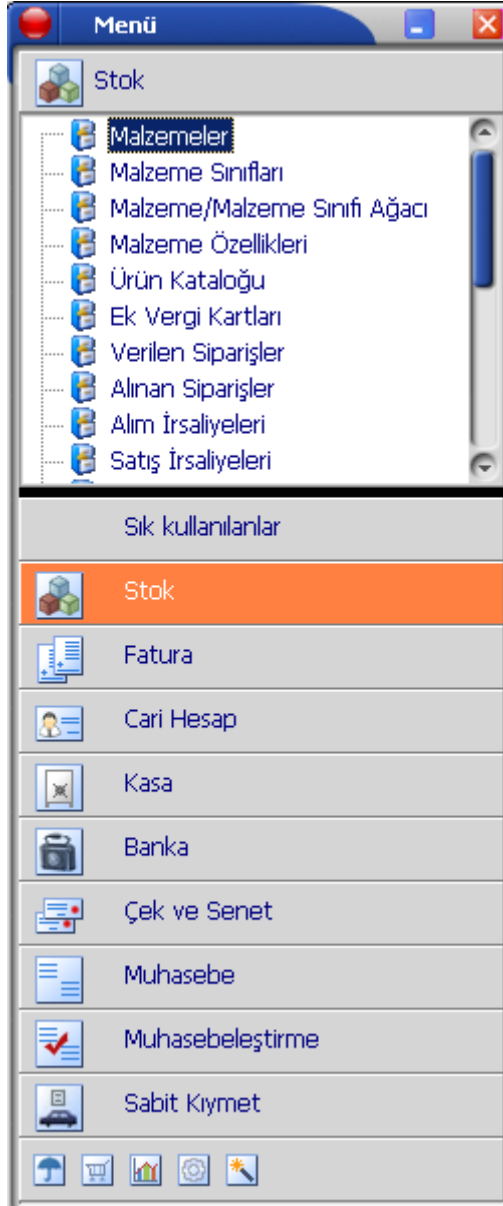 Menü
Stok
Malzemeler
Malzeme Sınıfları
Malzeme/Malzeme Sınıfı Ağacı
Malzeme Özellikleri
Ürün Kataloğu
Ek Vergi Kartları
Verilen Siparişler
Alınan Siparişler
Alım İrsaliyeleri
Satış İrsaliyeleri
Sık kullanılanlar
Stok
Fatura
Cari Hesap
Kasa
Banka
Çek ve Senet
Muhasebe
Muhasebeleştirme
Sabit Kıymet